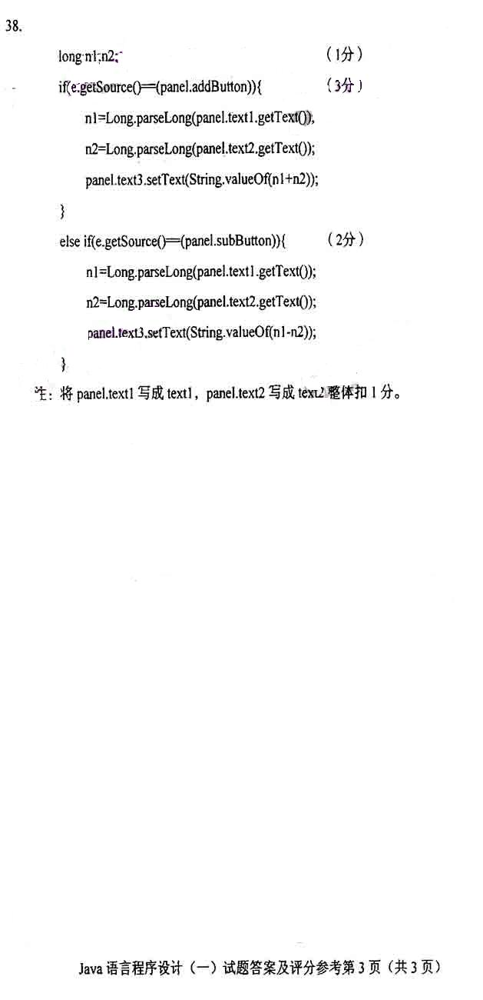 38.
long n1,n2; （1分）
if(e.getSource()==(panel.addButton)){ （3分）
n1=Long.parseLong(panel.text1.getText());
n2=Long.parseLong(panel.text2.getText());
panel.text3.setText(String.valueOf(n1+n2));
}
else if(e.getSource()==(panel.subButton)){ （2分）
n1=Long.parseLong(panel.text1.getText());
n2=Long.parseLong(panel.text2.getText());
panel.text3.setText(String.valueOf(n1-n2));
}
注：将 panel.text1 写成 text1，panel.text2 写成 text2 整体扣 1 分。
Java 语言程序设计（一）试题答案及评分参考第 3 页（共 3 页）